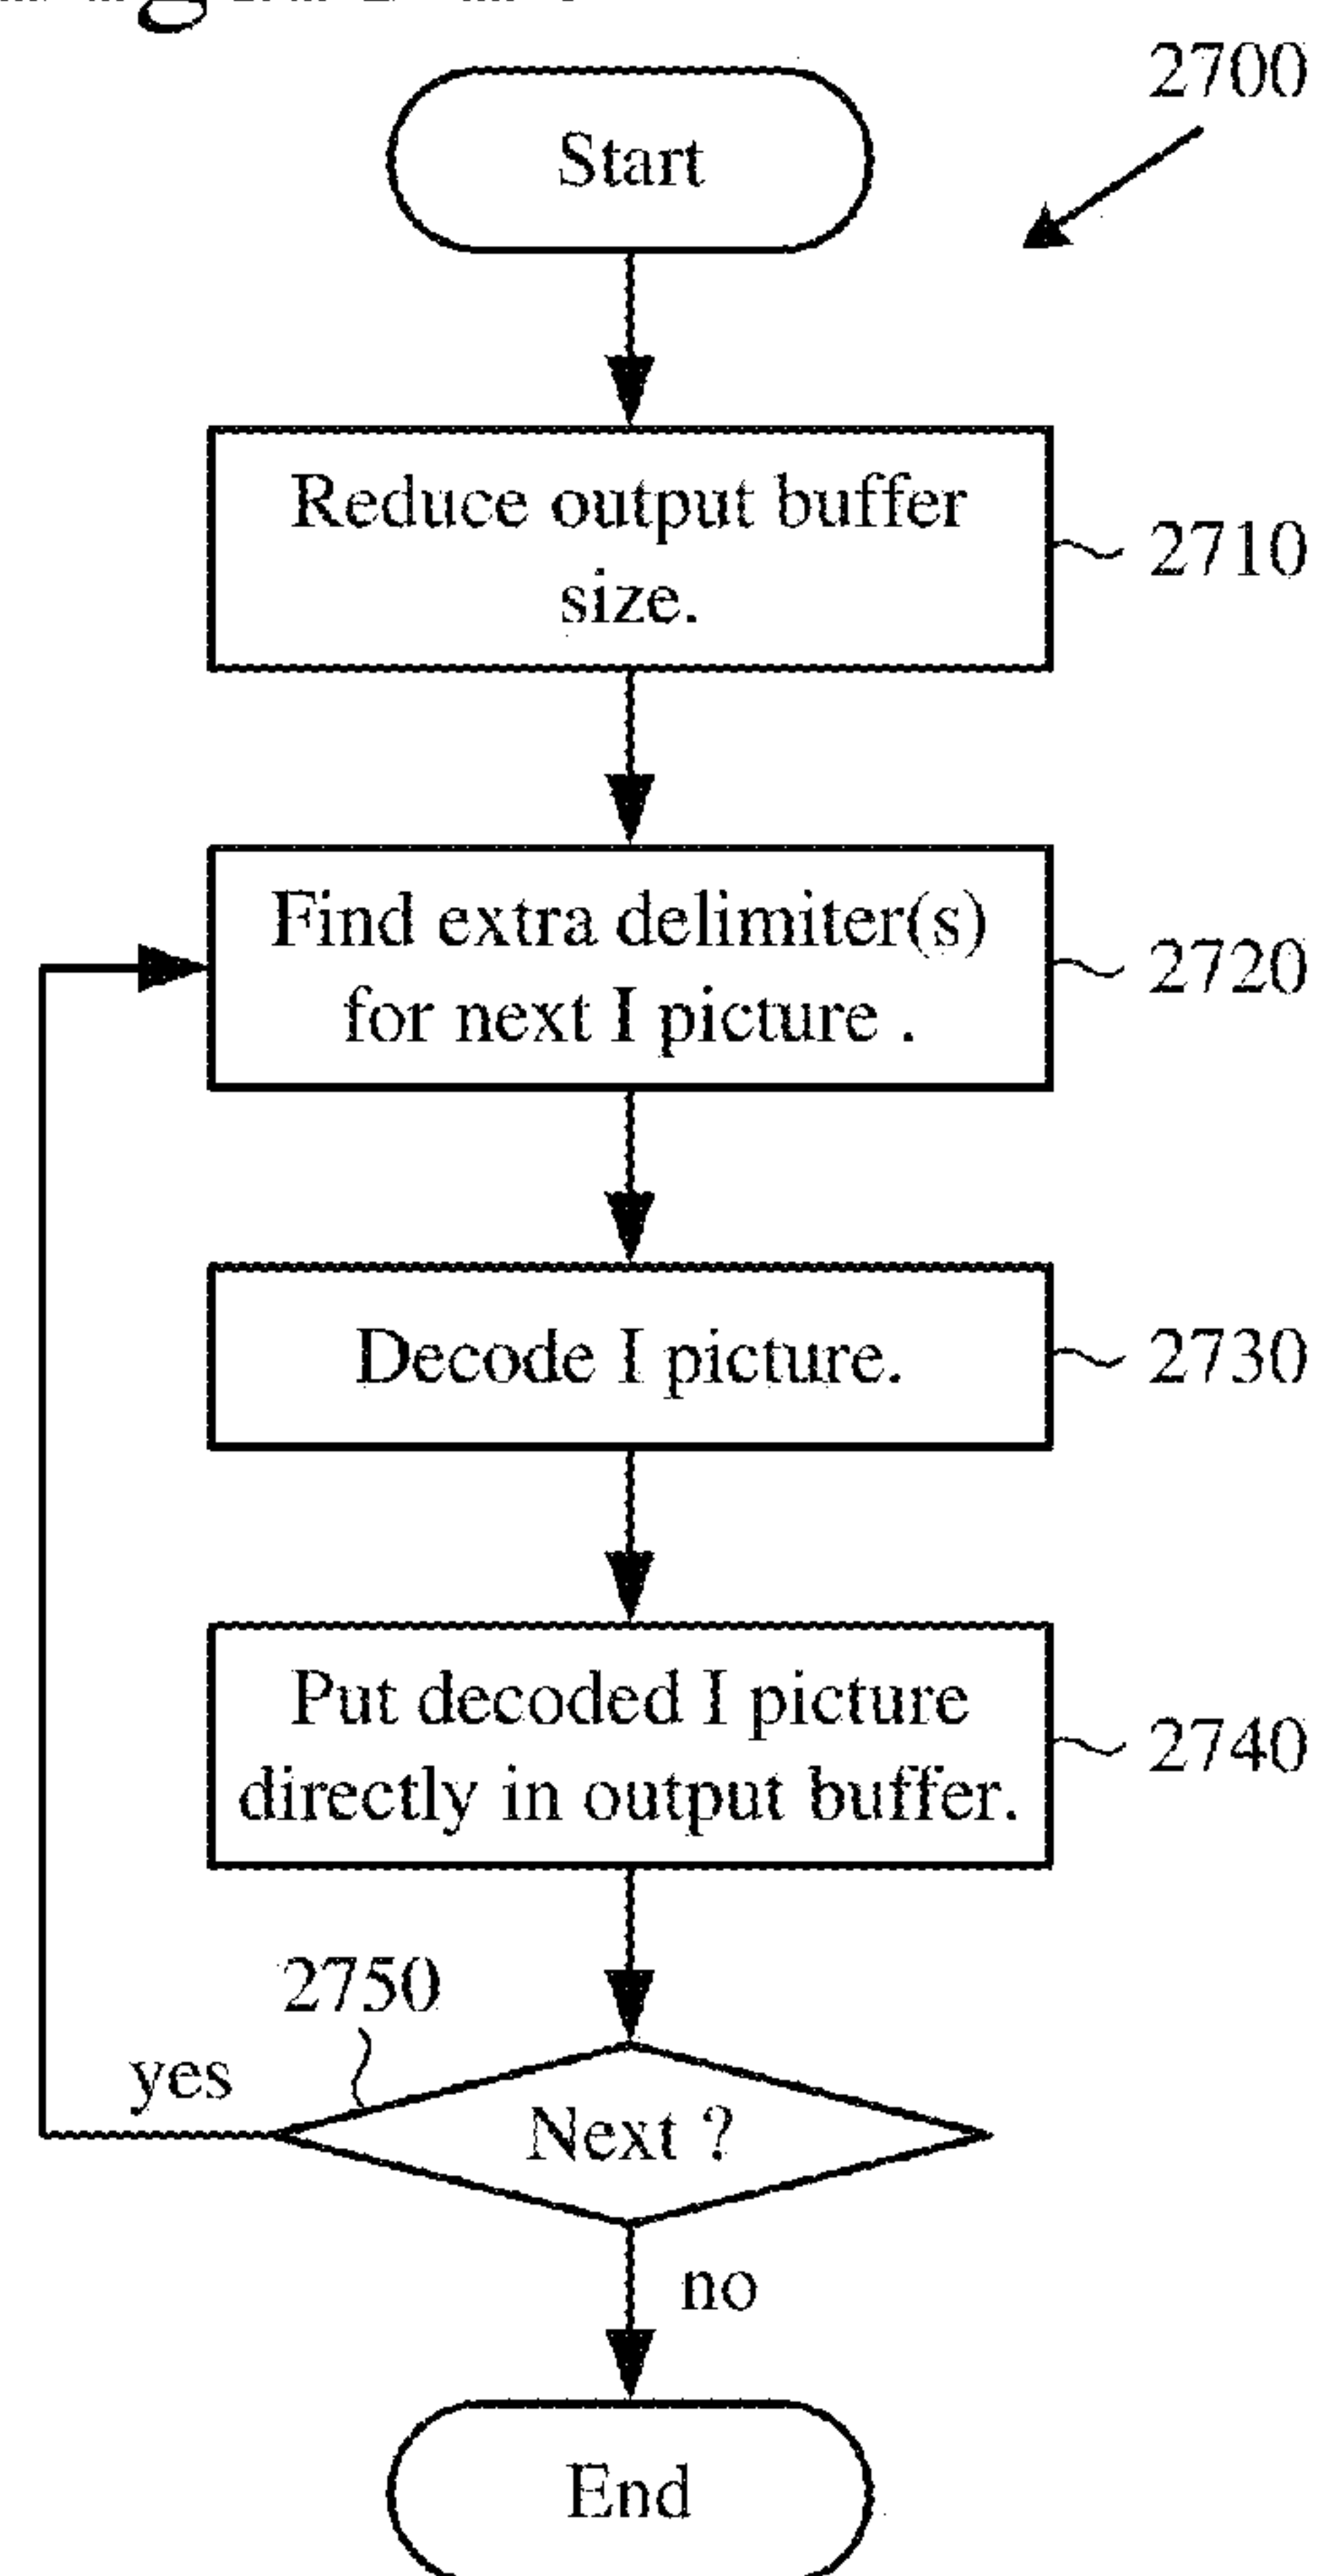 2700
Start
Reduce output buffer
size.
2710
Find extra delimiter(s)
for next I picture .
2720
Decode I picture.
2730
Put decoded I picture
directly in output buffer.
2740
2750
yes
Next ?
no
End